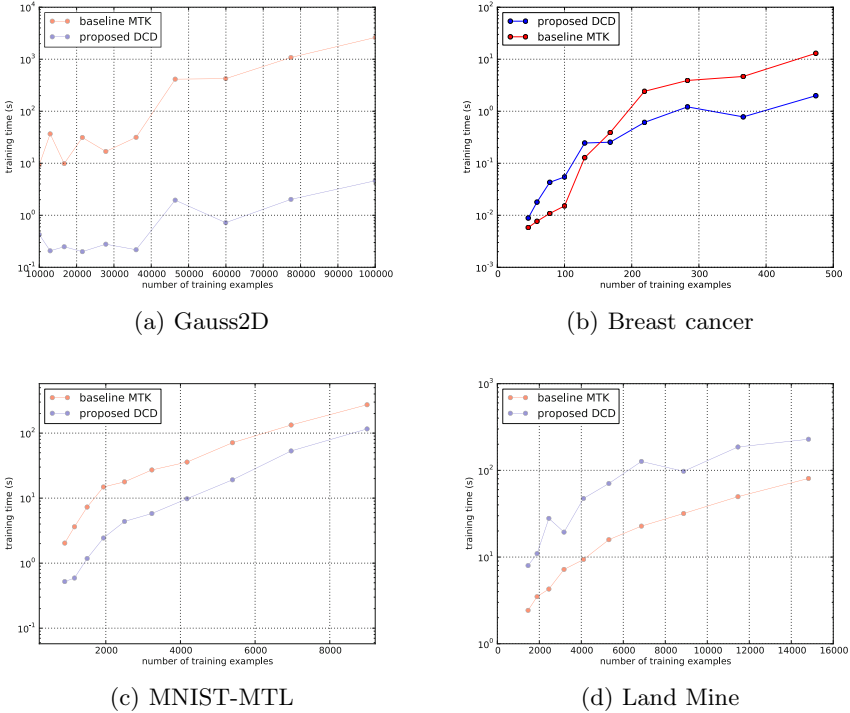 baseline MTK
proposed DCD
training time (s)
10^4
10^3
10^2
10^1
10^0
10^-1
10000 20000 30000 40000 50000 60000 70000 80000 90000 100000
number of training examples
(a) Gauss2D
proposed DCD
baseline MTK
training time (s)
10^2
10^1
10^0
10^-1
10^-2
10^-3
0 100 200 300 400 500
number of training examples
(b) Breast cancer
baseline MTK
proposed DCD
training time (s)
10^2
10^1
10^0
10^-1
2000 4000 6000 8000
number of training examples
(c) MNIST-MTL
baseline MTK
proposed DCD
training time (s)
10^3
10^2
10^1
10^0
0 2000 4000 6000 8000 10000 12000 14000 16000
number of training examples
(d) Land Mine